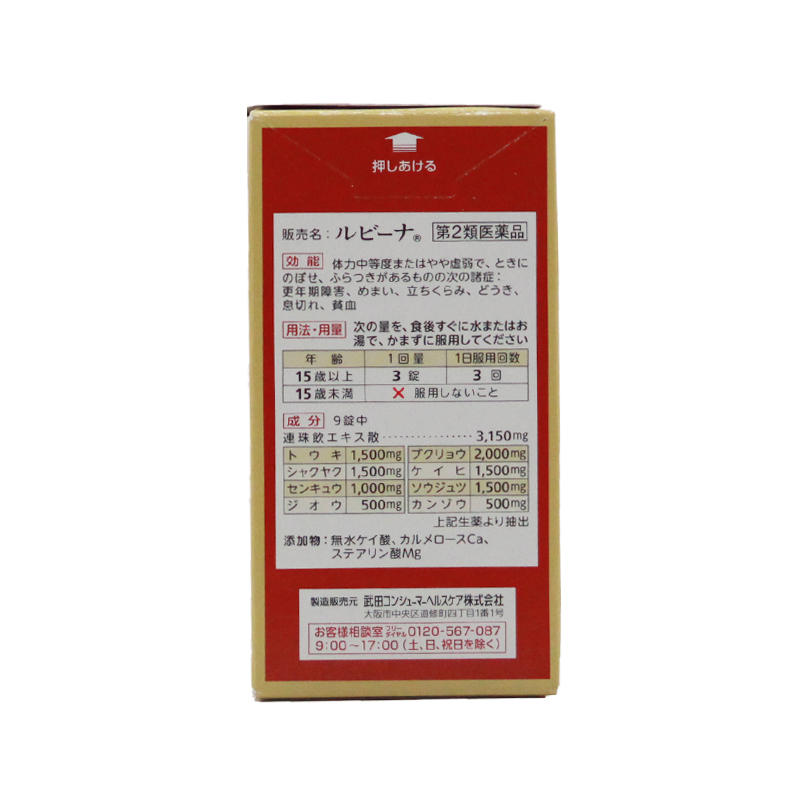 押しあける
販売名：ルビーナ® 第2類医薬品
効能 体力中等度またはやや虚弱で、ときに
のぼせ、ふらつきがあるものの次の諸症：
更年期障害、めまい、立ちくらみ、どうき、
息切れ、貧血
用法・用量 次の量を、食後すぐに水またはお
湯で、かまずに服用してください
年齢 1回量 1日服用回数
15歳以上 3錠 3回
15歳未満 × 服用しないこと
成分 9錠中
連珠飲エキス散················3,150mg
トウキ 1,500mg ブクリョウ 2,000mg
シャクヤク 1,500mg ケイヒ 1,500mg
センキュウ 1,000mg ソウジュツ 1,500mg
ジオウ 500mg カンゾウ 500mg
上記生薬より抽出
添加物：無水ケイ酸、カルメロースCa、
ステアリン酸Mg
製造販売元 武田コンシューマーヘルスケア株式会社
大阪市中央区道修町四丁目1番1号
お客様相談室 フリーダイヤル 0120-567-087
9:00～17:00（土、日、祝日を除く）